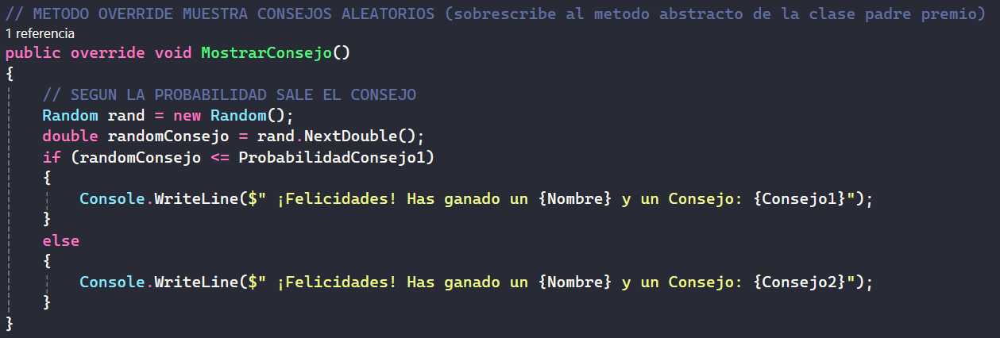 // METODO OVERRIDE MUESTRA CONSEJOS ALEATORIOS (sobrescribe al metodo abstracto de la clase padre premio)
1 referencia
public override void MostrarConsejo()
{
    // SEGUN LA PROBABILIDAD SALE EL CONSEJO
    Random rand = new Random();
    double randomConsejo = rand.NextDouble();
    if (randomConsejo <= ProbabilidadConsejo1)
    {
        Console.WriteLine($" ¡Felicidades! Has ganado un {Nombre} y un Consejo: {Consejo1}");
    }
    else
    {
        Console.WriteLine($" ¡Felicidades! Has ganado un {Nombre} y un Consejo: {Consejo2}");
    }
}